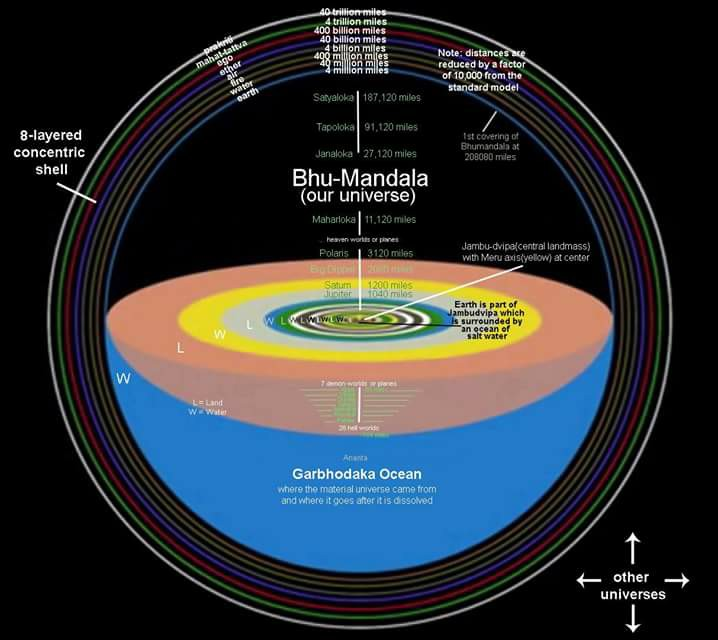 40 trillion miles
4 trillion miles
400 billion miles
40 billion miles
4 billion miles
400 million miles
40 million miles
4 million miles
prakriti
mahat-tattva
ego
ether
air
fire
water
earth
Note: distances are
reduced by a factor
of 10,000 from the
standard model
Satyaloka 187,120 miles
Tapoloka 91,120 miles
Janaloka 27,120 miles
1st covering of
Bhumandala at
208080 miles
8-layered
concentric
shell
Bhu-Mandala
(our universe)
Maharloka 11,120 miles
heaven worlds or planes
Polaris 3120 miles
Big Dipper 2080 miles
Saturn 1200 miles
Jupiter 1040 miles
Jambu-dvipa(central landmass)
with Meru axis(yellow) at center
Earth is part of
Jambudvipa which
is surrounded by
an ocean of
salt water
W
L
W
L
W
L
W
7 demon worlds or planes
L = Land
W = Water
28 hell worlds
Ananta
Garbhodaka Ocean
where the material universe came from
and where it goes after it is dissolved
other
universes